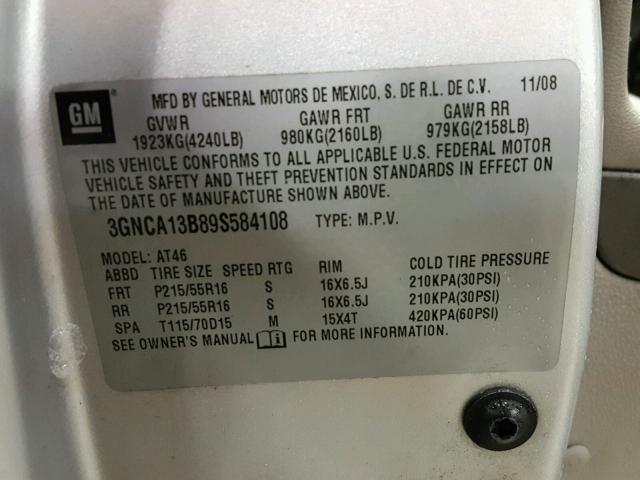 GM
MFD BY GENERAL MOTORS DE MEXICO, S. DE R.L. DE C.V. 11/08
GVWR GAWR FRT GAWR RR
1923KG(4240LB) 980KG(2160LB) 979KG(2158LB)
THIS VEHICLE CONFORMS TO ALL APPLICABLE U.S. FEDERAL MOTOR
VEHICLE SAFETY AND THEFT PREVENTION STANDARDS IN EFFECT ON
THE DATE OF MANUFACTURE SHOWN ABOVE.
3GNCA13B89S584108 TYPE: M.P.V.
MODEL: AT46
ABBD TIRE SIZE SPEED RTG RIM COLD TIRE PRESSURE
FRT P215/55R16 S 16X6.5J 210KPA(30PSI)
RR P215/55R16 S 16X6.5J 210KPA(30PSI)
SPA T115/70D15 M 15X4T 420KPA(60PSI)
SEE OWNER'S MANUAL FOR MORE INFORMATION.